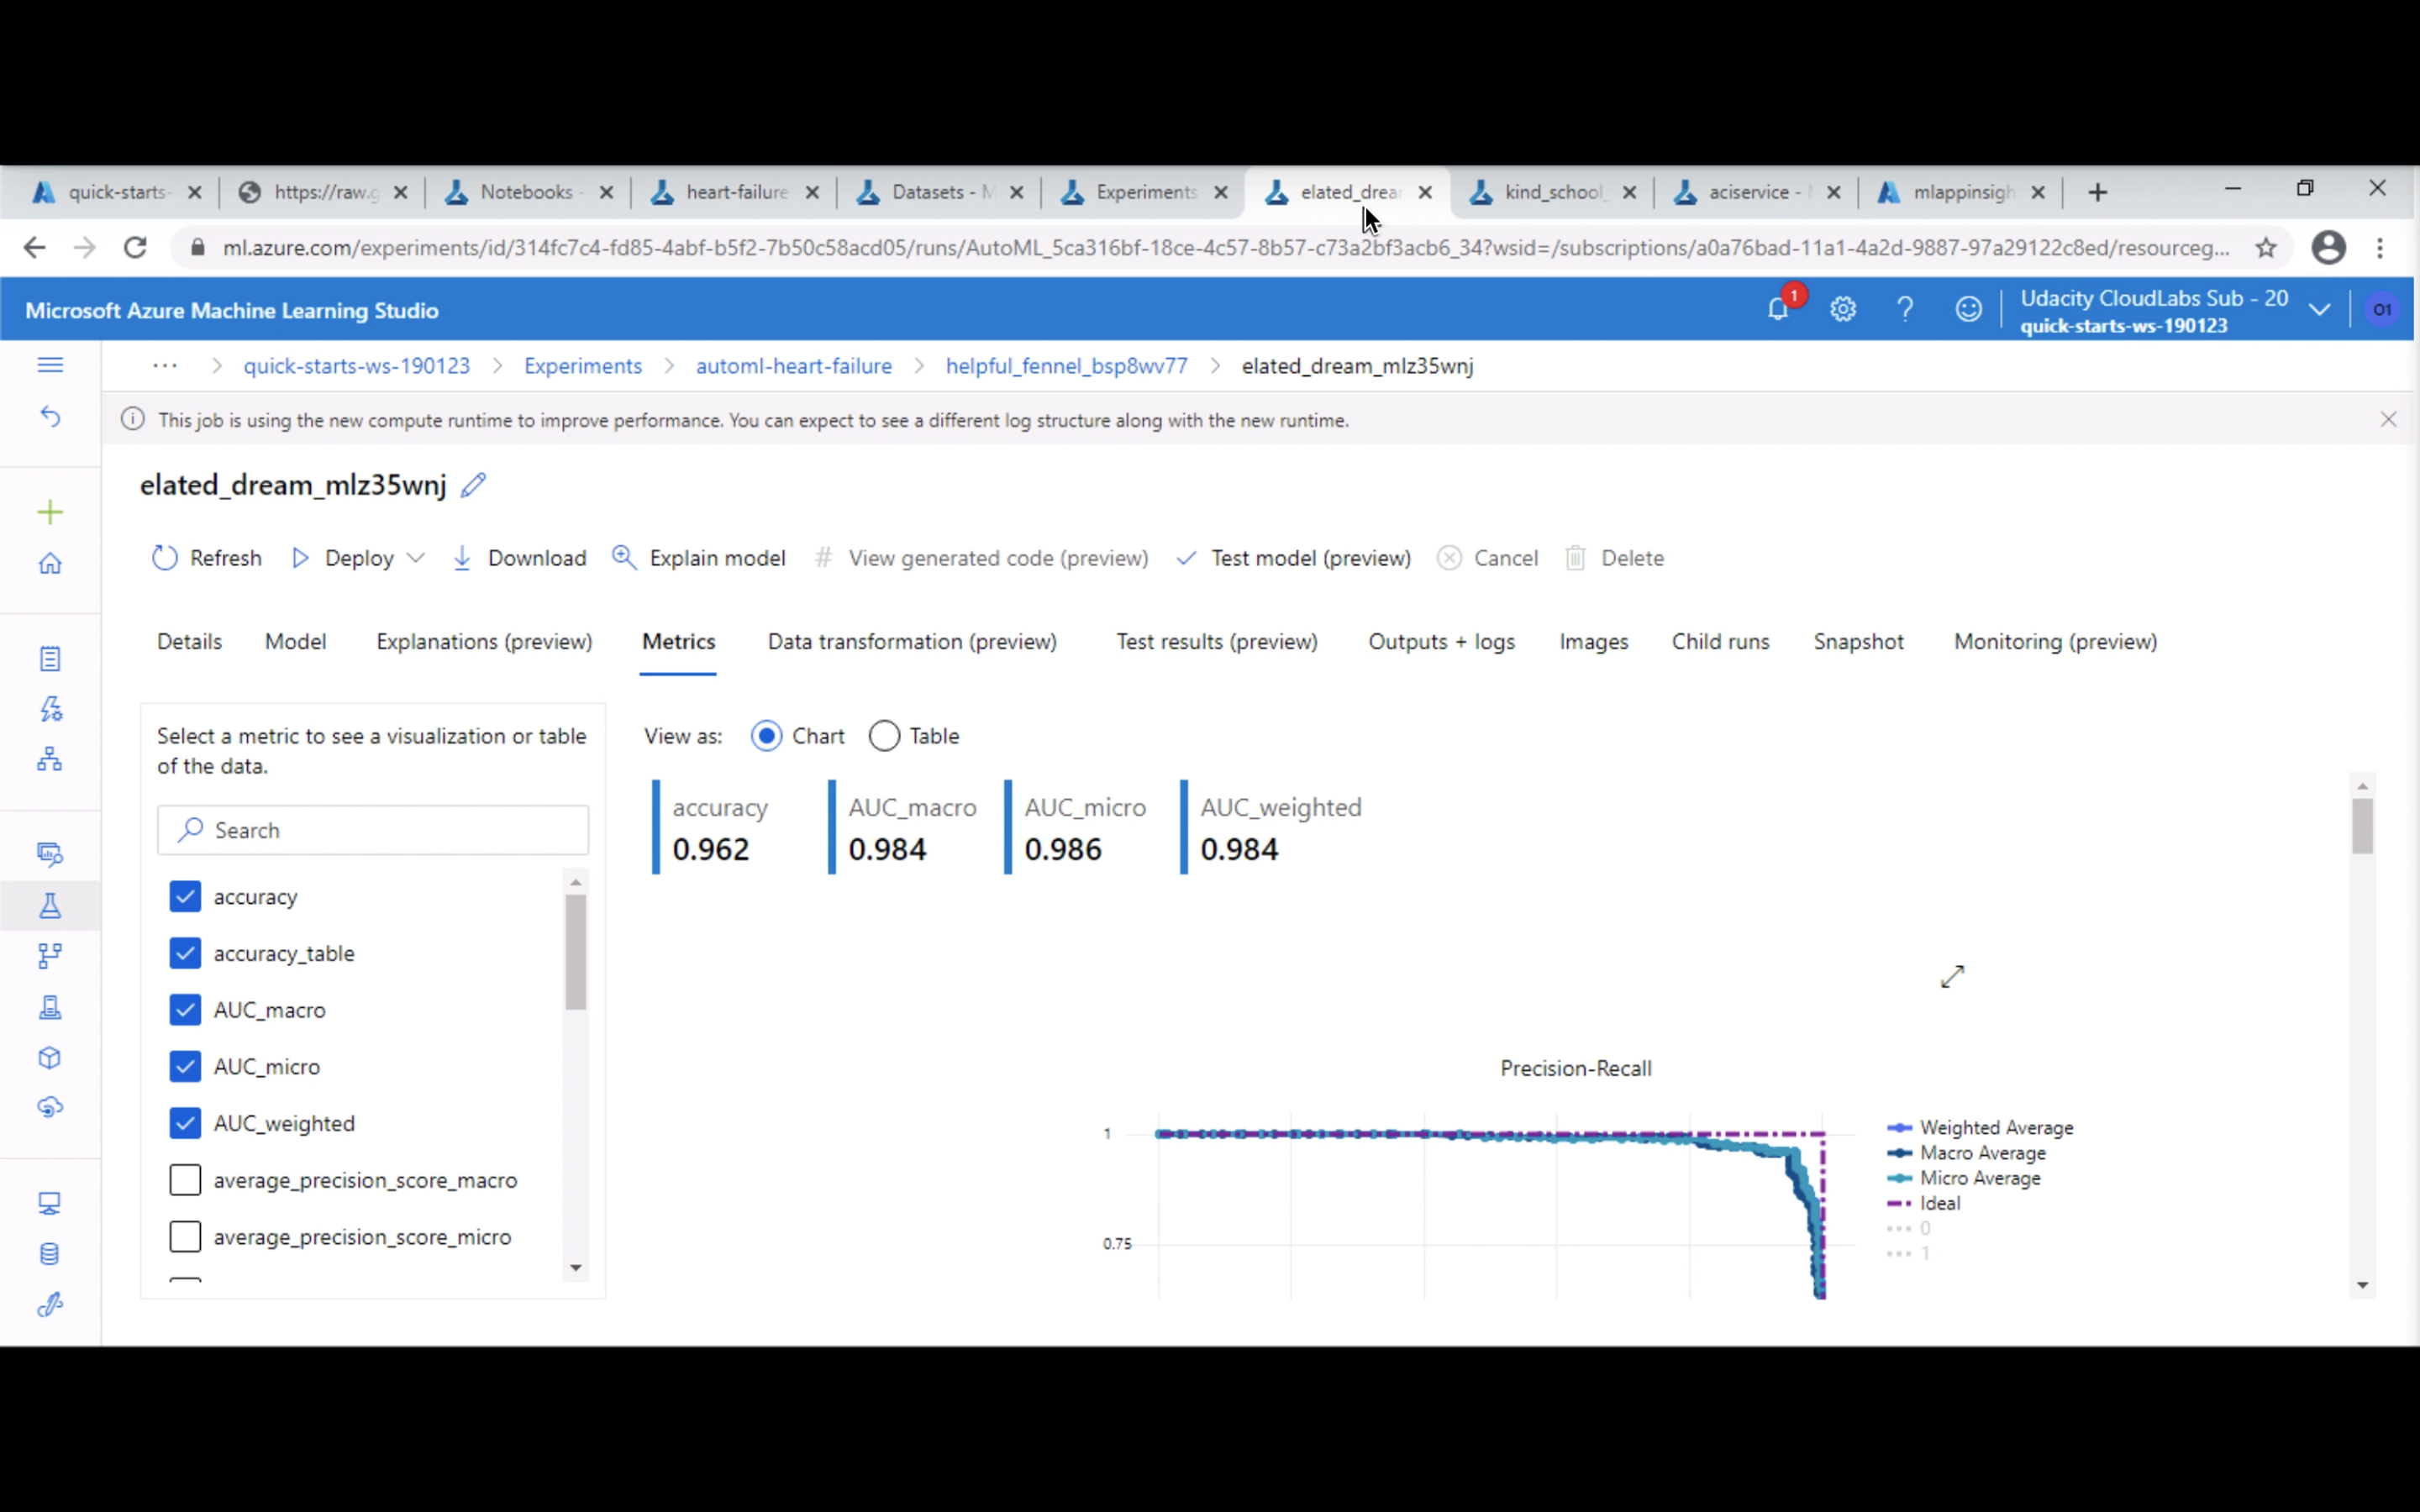 quick-starts-
https://raw.g
Notebooks -
heart-failure
Datasets - M
Experiments
elated_drear
kind_school_
aciservice -
mlappinsigh
ml.azure.com/experiments/id/314fc7c4-fd85-4abf-b5f2-7b50c58acd05/runs/AutoML_5ca316bf-18ce-4c57-8b57-c73a2bf3acb6_34?wsid=/subscriptions/a0a76bad-11a1-4a2d-9887-97a29122c8ed/resourceg...
Microsoft Azure Machine Learning Studio
1
Udacity CloudLabs Sub - 20
quick-starts-ws-190123
O1
··· > quick-starts-ws-190123 > Experiments > automl-heart-failure > helpful_fennel_bsp8wv77 > elated_dream_mlz35wnj
This job is using the new compute runtime to improve performance. You can expect to see a different log structure along with the new runtime.
elated_dream_mlz35wnj
Refresh Deploy Download Explain model # View generated code (preview) Test model (preview) Cancel Delete
Details Model Explanations (preview) Metrics Data transformation (preview) Test results (preview) Outputs + logs Images Child runs Snapshot Monitoring (preview)
Select a metric to see a visualization or table
of the data.
Search
accuracy
accuracy_table
AUC_macro
AUC_micro
AUC_weighted
average_precision_score_macro
average_precision_score_micro
View as: Chart Table
accuracy
0.962
AUC_macro
0.984
AUC_micro
0.986
AUC_weighted
0.984
Precision-Recall
1
0.75
Weighted Average
Macro Average
Micro Average
Ideal
0
1